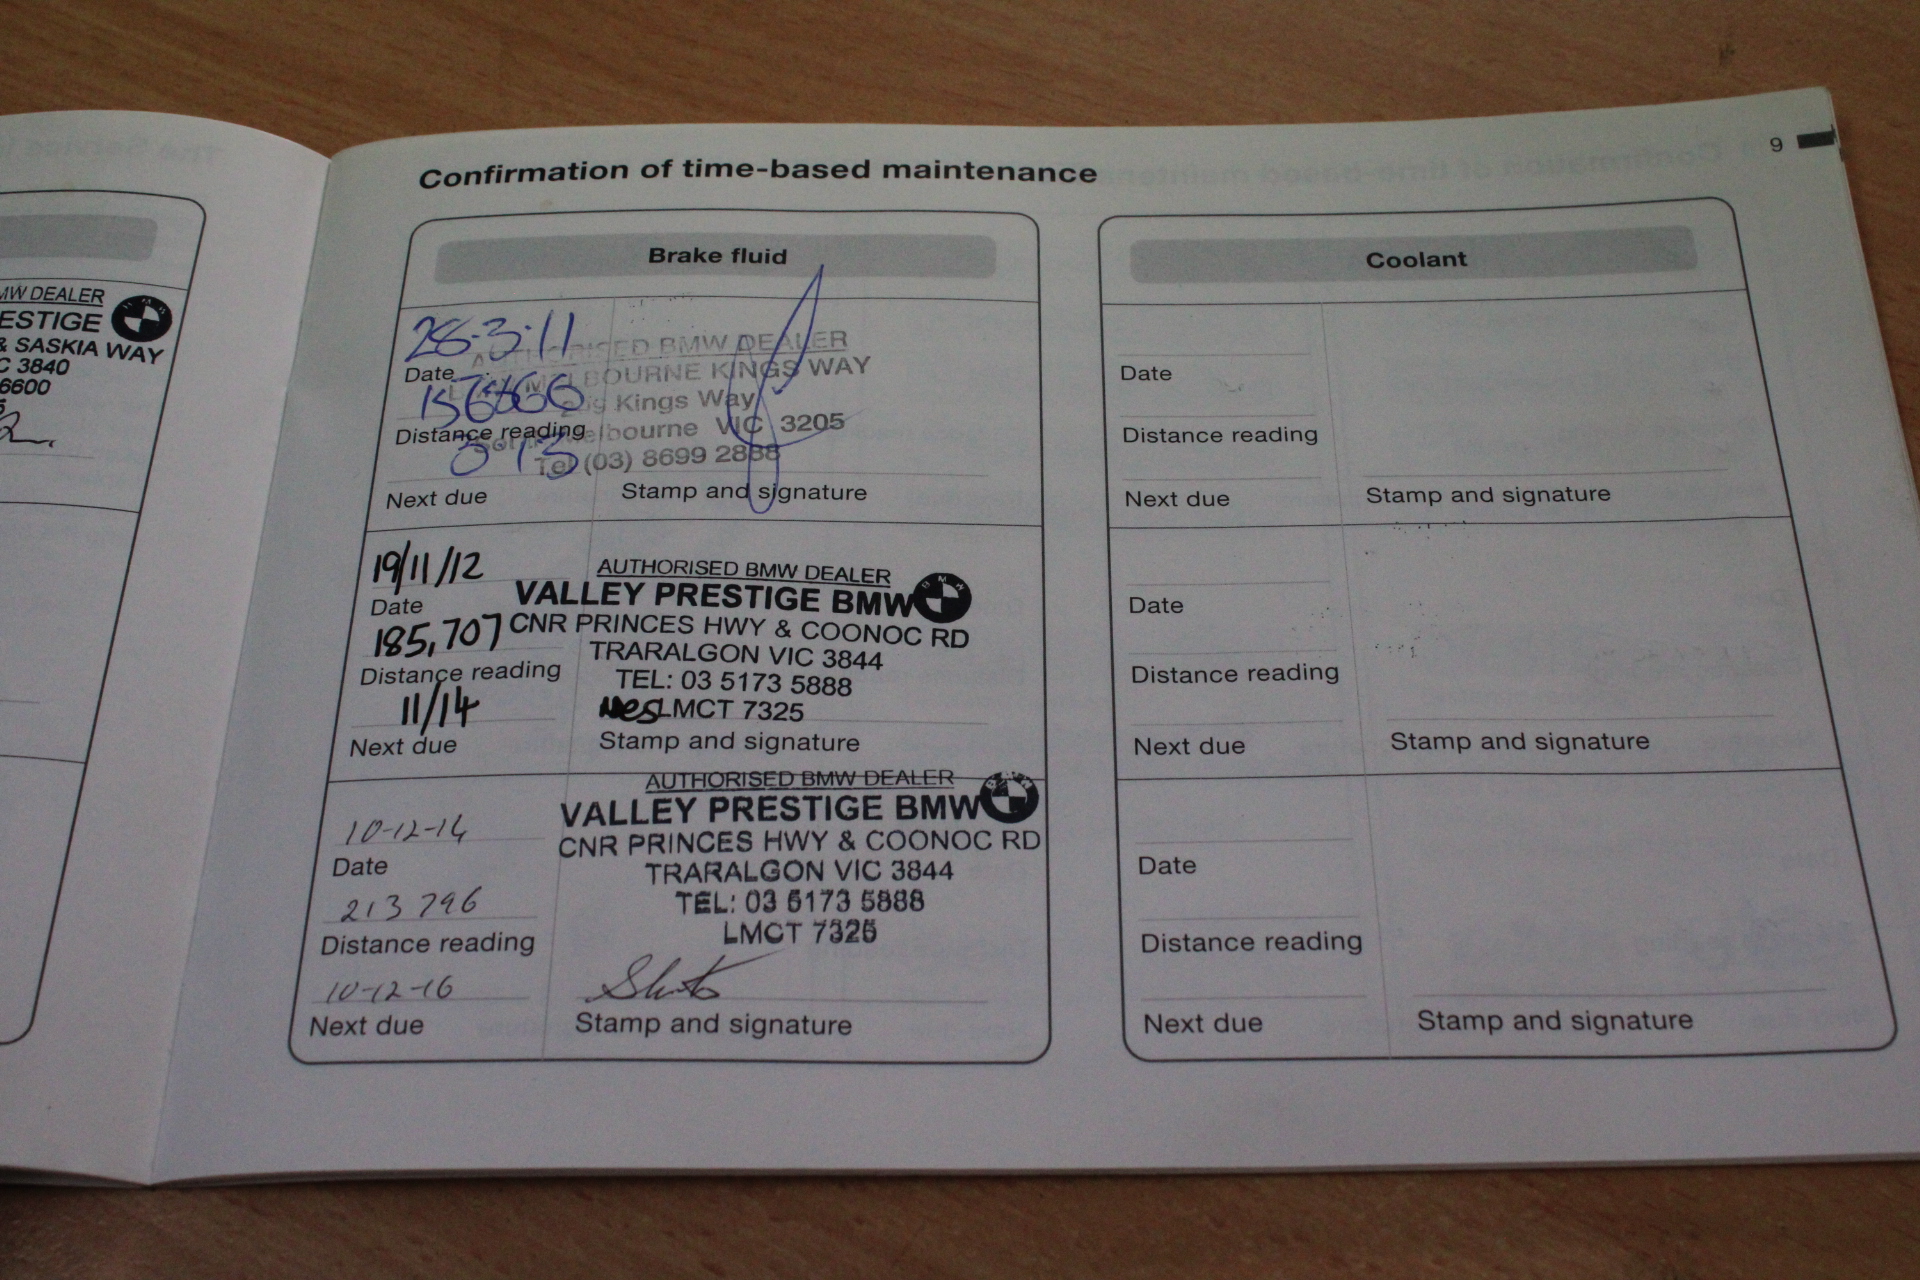 MW DEALER
ESTIGE
& SASKIA WAY
C 3840
6600
9
Confirmation of time-based maintenance
Brake fluid
28-3-11
Date
Distance reading
Next due
AUTHORISED BMW DEALER
MELBOURNE KINGS WAY
Kings Way
Melbourne VIC 3205
Tel (03) 8699 2888
Stamp and signature
19/11/12
Date
185,707
Distance reading
11/14
Next due
AUTHORISED BMW DEALER
VALLEY PRESTIGE BMW
CNR PRINCES HWY & COONOC RD
TRARALGON VIC 3844
TEL: 03 5173 5888
LMCT 7325
Stamp and signature
10-12-14
Date
213 796
Distance reading
10-12-16
Next due
AUTHORISED BMW DEALER
VALLEY PRESTIGE BMW
CNR PRINCES HWY & COONOC RD
TRARALGON VIC 3844
TEL: 03 5173 5888
LMCT 7325
Stamp and signature
Coolant
Date
Distance reading
Next due
Stamp and signature
Date
Distance reading
Next due
Stamp and signature
Date
Distance reading
Next due
Stamp and signature